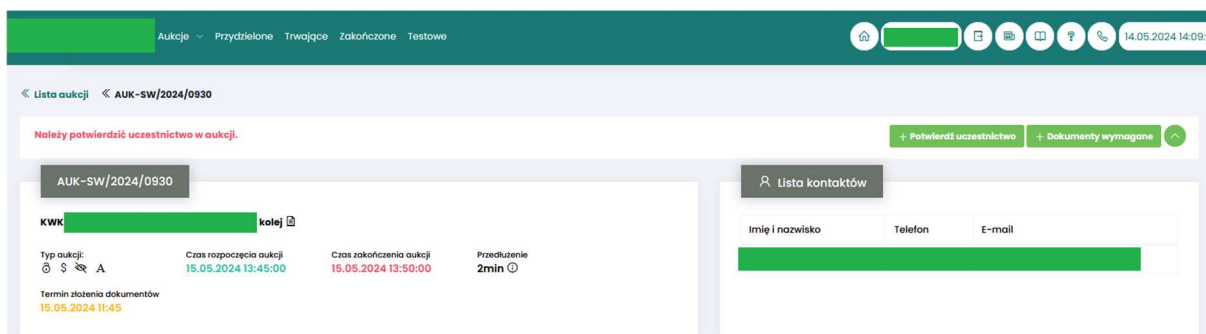 Aukcje Przydzielone Trwające Zakończone Testowe
14.05.2024 14:09:
Lista aukcji AUK-SW/2024/0930
Należy potwierdzić uczestnictwo w aukcji.
+ Potwierdź uczestnictwo + Dokumenty wymagane
AUK-SW/2024/0930
KWK kolej
Typ aukcji: Czas rozpoczęcia aukcji Czas zakończenia aukcji Przedłużenie
$ A 15.05.2024 13:45:00 15.05.2024 13:50:00 2min
Termin złożenia dokumentów
15.05.2024 11:45
Lista kontaktów
Imię i nazwisko Telefon E-mail